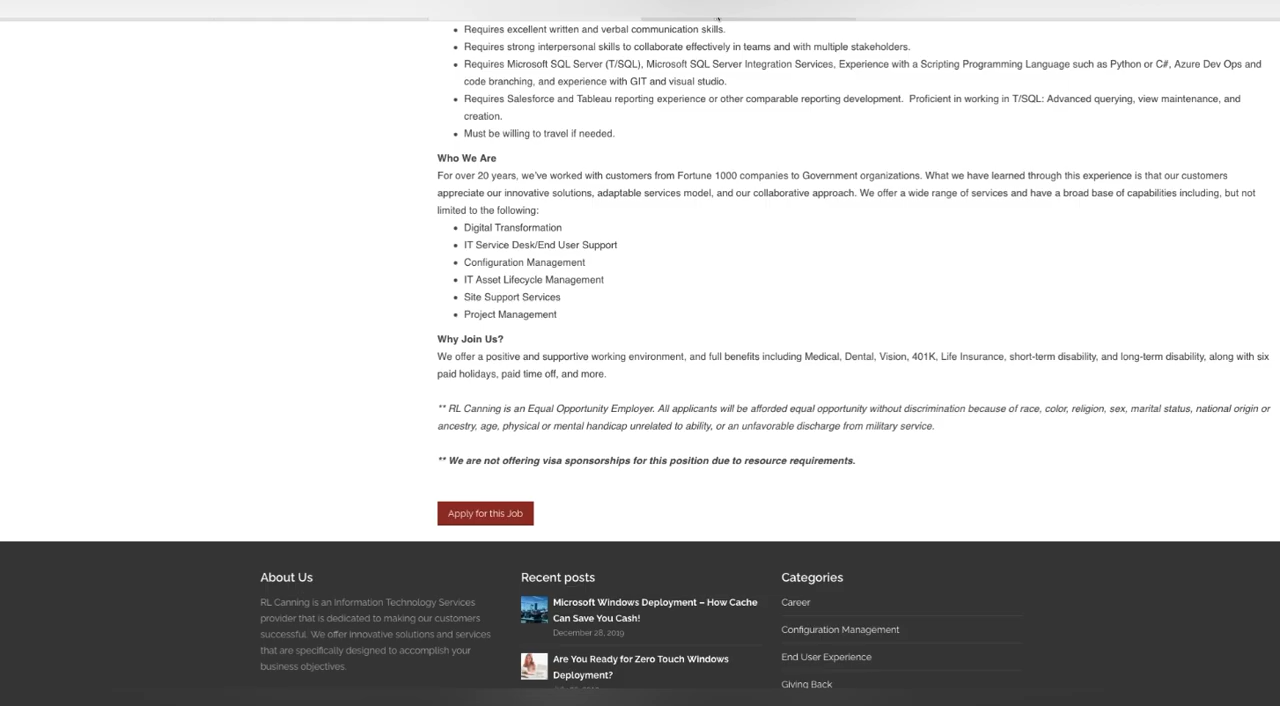 Requires excellent written and verbal communication skills.
Requires strong interpersonal skills to collaborate effectively in teams and with multiple stakeholders.
Requires Microsoft SQL Server (T/SQL), Microsoft SQL Server Integration Services, Experience with a Scripting Programming Language such as Python or C#, Azure Dev Ops and
code branching, and experience with GIT and visual studio.
Requires Salesforce and Tableau reporting experience or other comparable reporting development.  Proficient in working in T/SQL: Advanced querying, view maintenance, and
creation.
Must be willing to travel if needed.
Who We Are
For over 20 years, we've worked with customers from Fortune 1000 companies to Government organizations. What we have learned through this experience is that our customers
appreciate our innovative solutions, adaptable services model, and our collaborative approach. We offer a wide range of services and have a broad base of capabilities including, but not
limited to the following:
Digital Transformation
IT Service Desk/End User Support
Configuration Management
IT Asset Lifecycle Management
Site Support Services
Project Management
Why Join Us?
We offer a positive and supportive working environment, and full benefits including Medical, Dental, Vision, 401K, Life Insurance, short-term disability, and long-term disability, along with six
paid holidays, paid time off, and more.
** RL Canning is an Equal Opportunity Employer. All applicants will be afforded equal opportunity without discrimination because of race, color, religion, sex, marital status, national origin or
ancestry, age, physical or mental handicap unrelated to ability, or an unfavorable discharge from military service.
** We are not offering visa sponsorships for this position due to resource requirements.
Apply for this Job
About Us
RL Canning is an Information Technology Services
provider that is dedicated to making our customers
successful. We offer innovative solutions and services
that are specifically designed to accomplish your
business objectives.
Recent posts
Microsoft Windows Deployment – How Cache
Can Save You Cash!
December 28, 2019
Are You Ready for Zero Touch Windows
Deployment?
Categories
Career
Configuration Management
End User Experience
Giving Back